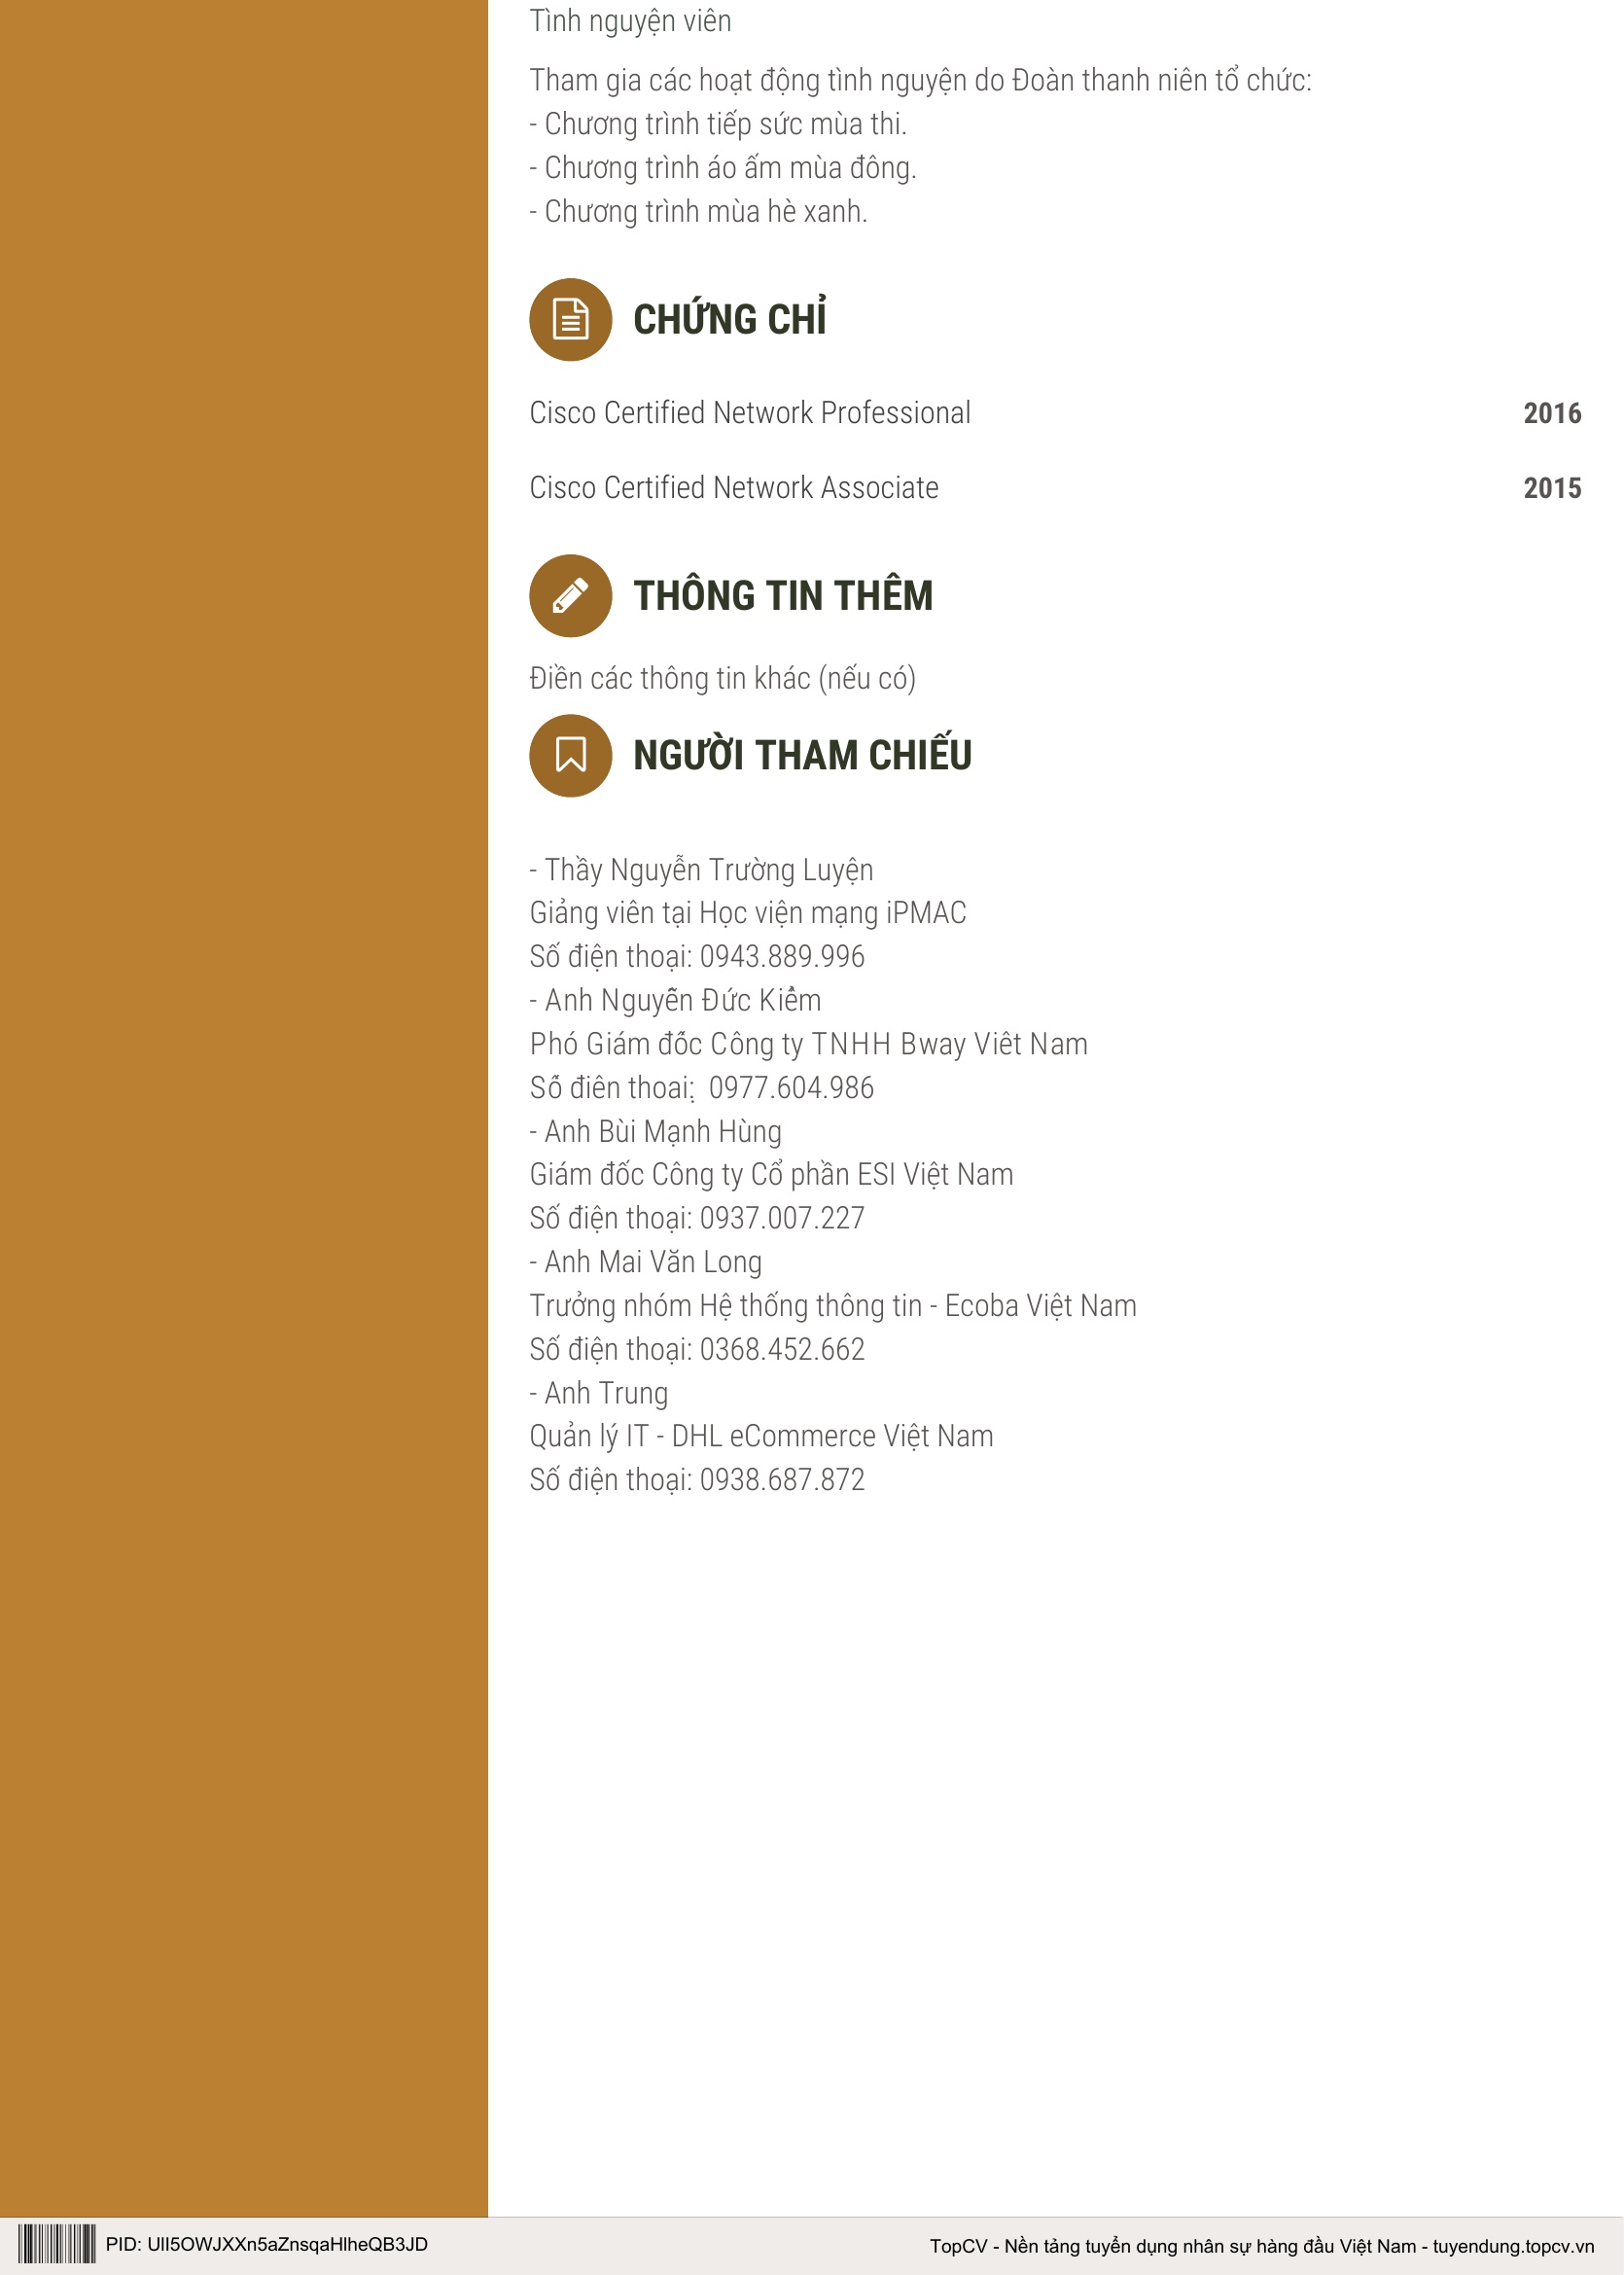 Tình nguyện viên
Tham gia các hoạt động tình nguyện do Đoàn thanh niên tổ chức:
- Chương trình tiếp sức mùa thi.
- Chương trình áo ấm mùa đông.
- Chương trình mùa hè xanh.
CHỨNG CHỈ
Cisco Certified Network Professional 2016
Cisco Certified Network Associate 2015
THÔNG TIN THÊM
Điền các thông tin khác (nếu có)
NGƯỜI THAM CHIẾU
- Thầy Nguyễn Trường Luyện
Giảng viên tại Học viện mạng iPMAC
Số điện thoại: 0943.889.996
- Anh Nguyễn Đức Kiểm
Phó Giám đốc Công ty TNHH Bway Việt Nam
Số điện thoại: 0977.604.986
- Anh Bùi Mạnh Hùng
Giám đốc Công ty Cổ phần ESI Việt Nam
Số điện thoại: 0937.007.227
- Anh Mai Văn Long
Trưởng nhóm Hệ thống thông tin - Ecoba Việt Nam
Số điện thoại: 0368.452.662
- Anh Trung
Quản lý IT - DHL eCommerce Việt Nam
Số điện thoại: 0938.687.872
PID: UII5OWJXXn5aZnsqaHlheQB3JD
TopCV - Nền tảng tuyển dụng nhân sự hàng đầu Việt Nam - tuyendung.topcv.vn